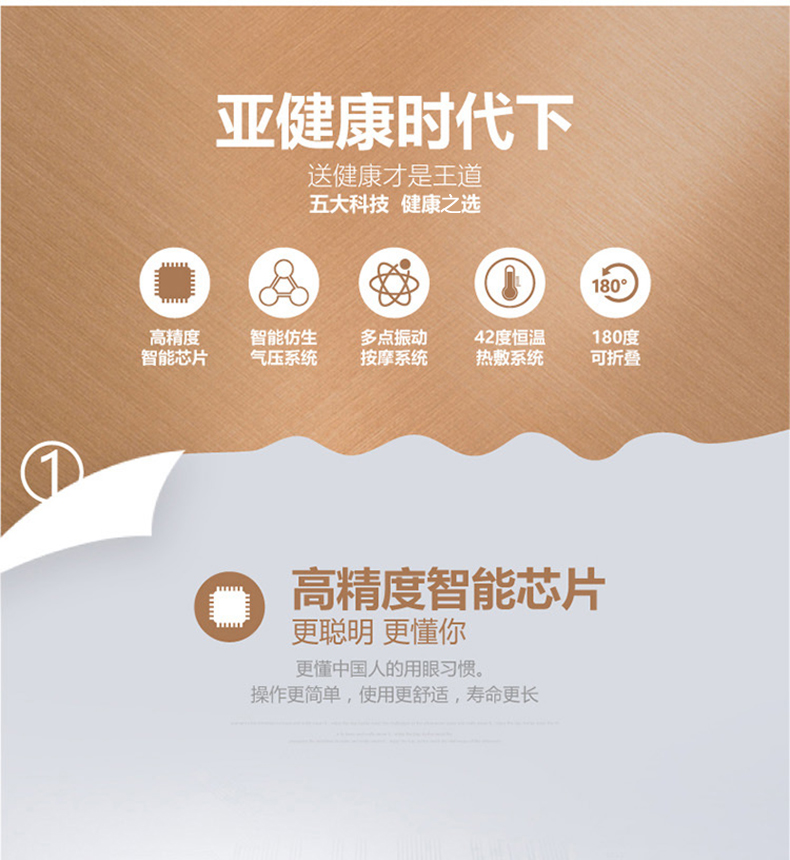 亚健康时代下
送健康才是王道
五大科技 健康之选
180°
高精度
智能芯片
智能仿生
气压系统
多点振动
按摩系统
42度恒温
热敷系统
180度
可折叠
1
高精度智能芯片
更聪明 更懂你
更懂中国人的用眼习惯。
操作更简单，使用更舒适，寿命更长